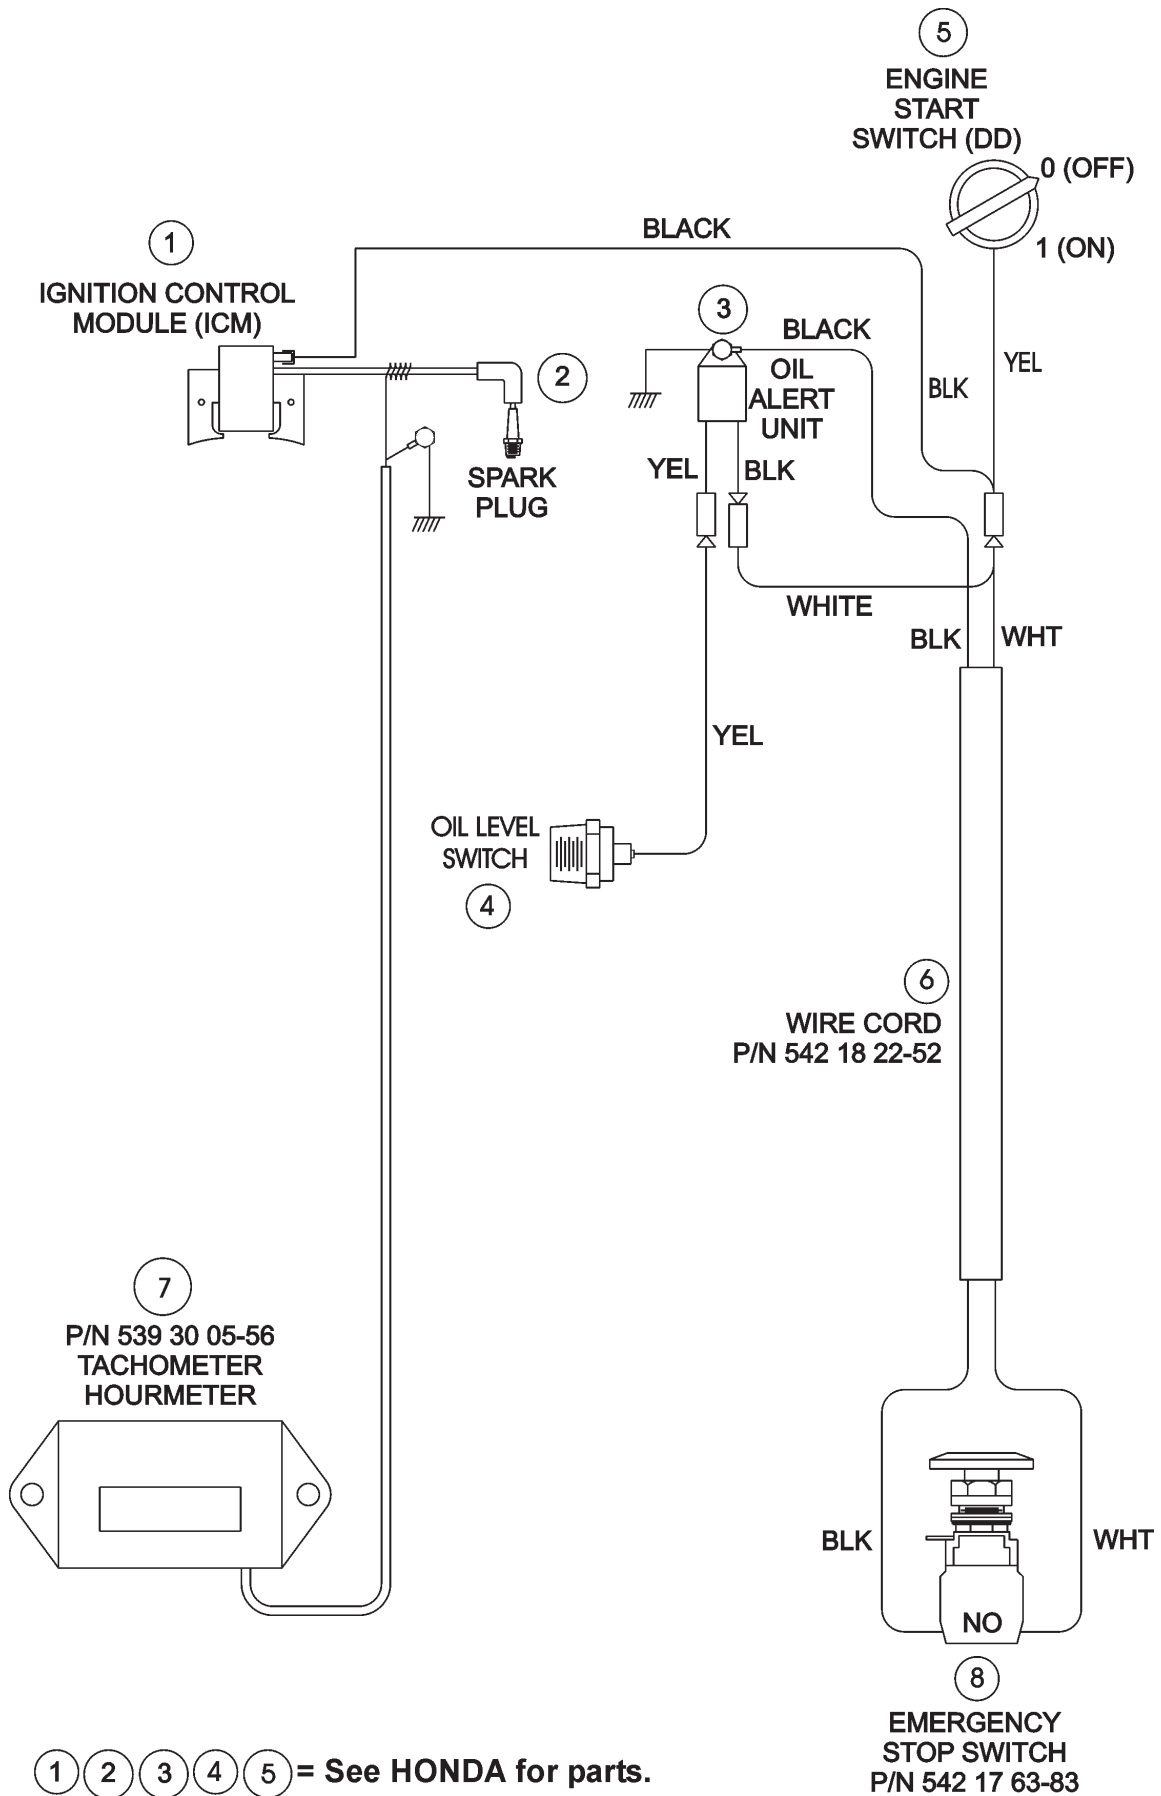 5
ENGINE
START
SWITCH (DD)
0 (OFF)
1 (ON)
BLACK
1
IGNITION CONTROL
MODULE (ICM)
3
BLACK
OIL
ALERT
UNIT
YEL
BLK
2
SPARK
PLUG
YEL
BLK
WHITE
BLK
WHT
YEL
OIL LEVEL
SWITCH
4
6
WIRE CORD
P/N 542 18 22-52
7
P/N 539 30 05-56
TACHOMETER
HOURMETER
BLK
WHT
NO
8
EMERGENCY
STOP SWITCH
P/N 542 17 63-83
1 2 3 4 5 = See HONDA for parts.